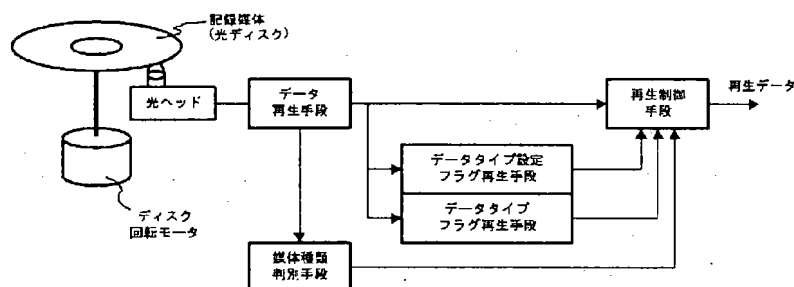 記録媒体
(光ディスク)
光ヘッド
データ
再生手段
再生制御
手段
再生データ
データタイプ設定
フラグ再生手段
データタイプ
フラグ再生手段
ディスク
回転モータ
媒体種類
判別手段